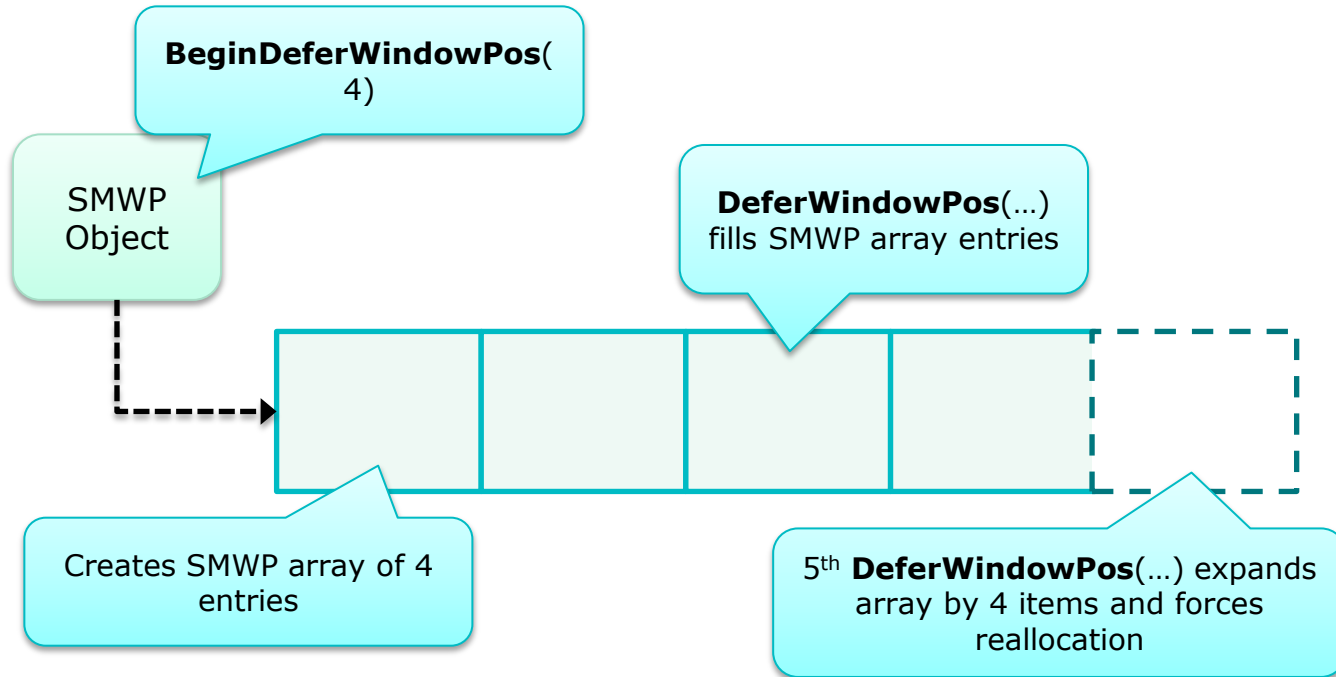 BeginDeferWindowPos(
4)
SMWP
Object
DeferWindowPos(…)
fills SMWP array entries
Creates SMWP array of 4
entries
5th DeferWindowPos(…) expands
array by 4 items and forces
reallocation